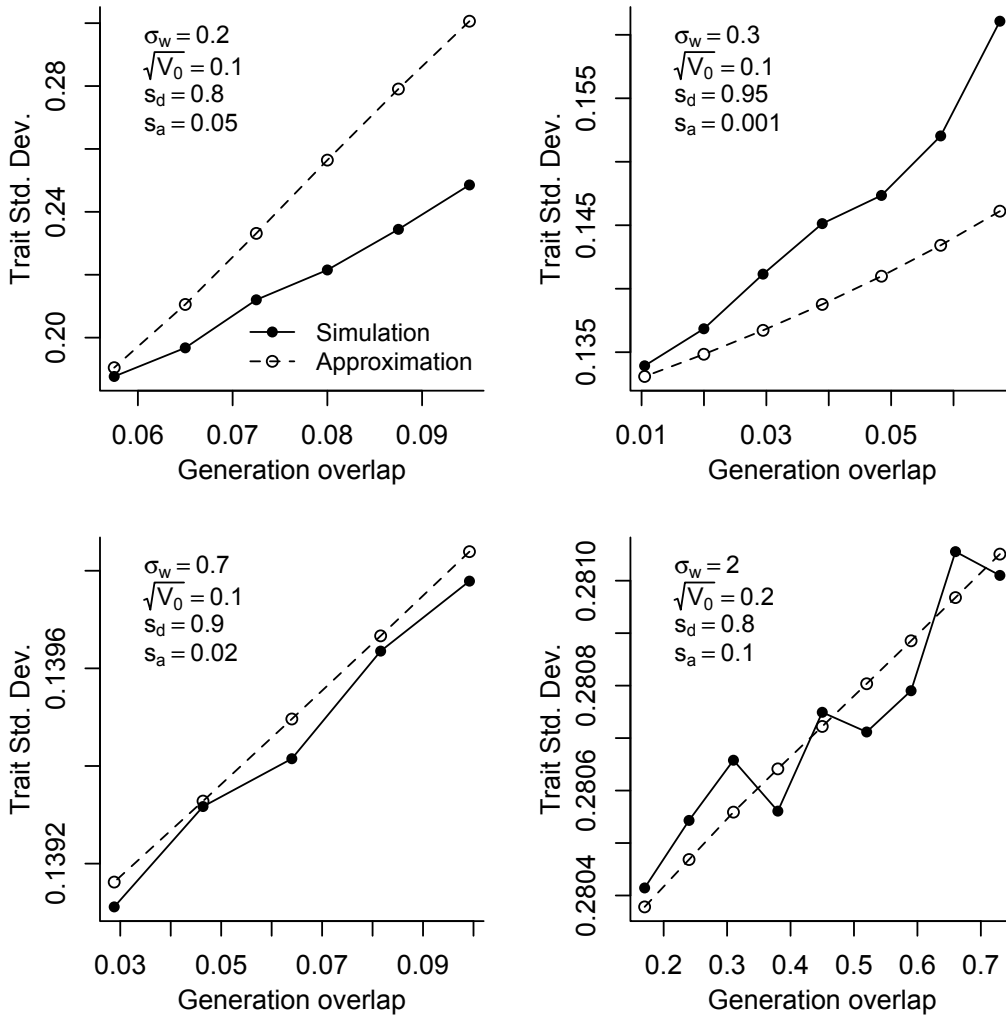 σw = 0.2
√V0 = 0.1
sd = 0.8
sa = 0.05
Trait Std. Dev.
0.20 0.24 0.28
Simulation
Approximation
0.06 0.07 0.08 0.09
Generation overlap
σw = 0.3
√V0 = 0.1
sd = 0.95
sa = 0.001
Trait Std. Dev.
0.135 0.145 0.155
0.01 0.03 0.05
Generation overlap
σw = 0.7
√V0 = 0.1
sd = 0.9
sa = 0.02
Trait Std. Dev.
0.1392 0.1396
0.03 0.05 0.07 0.09
Generation overlap
σw = 2
√V0 = 0.2
sd = 0.8
sa = 0.1
Trait Std. Dev.
0.2804 0.2806 0.2808 0.2810
0.2 0.3 0.4 0.5 0.6 0.7
Generation overlap